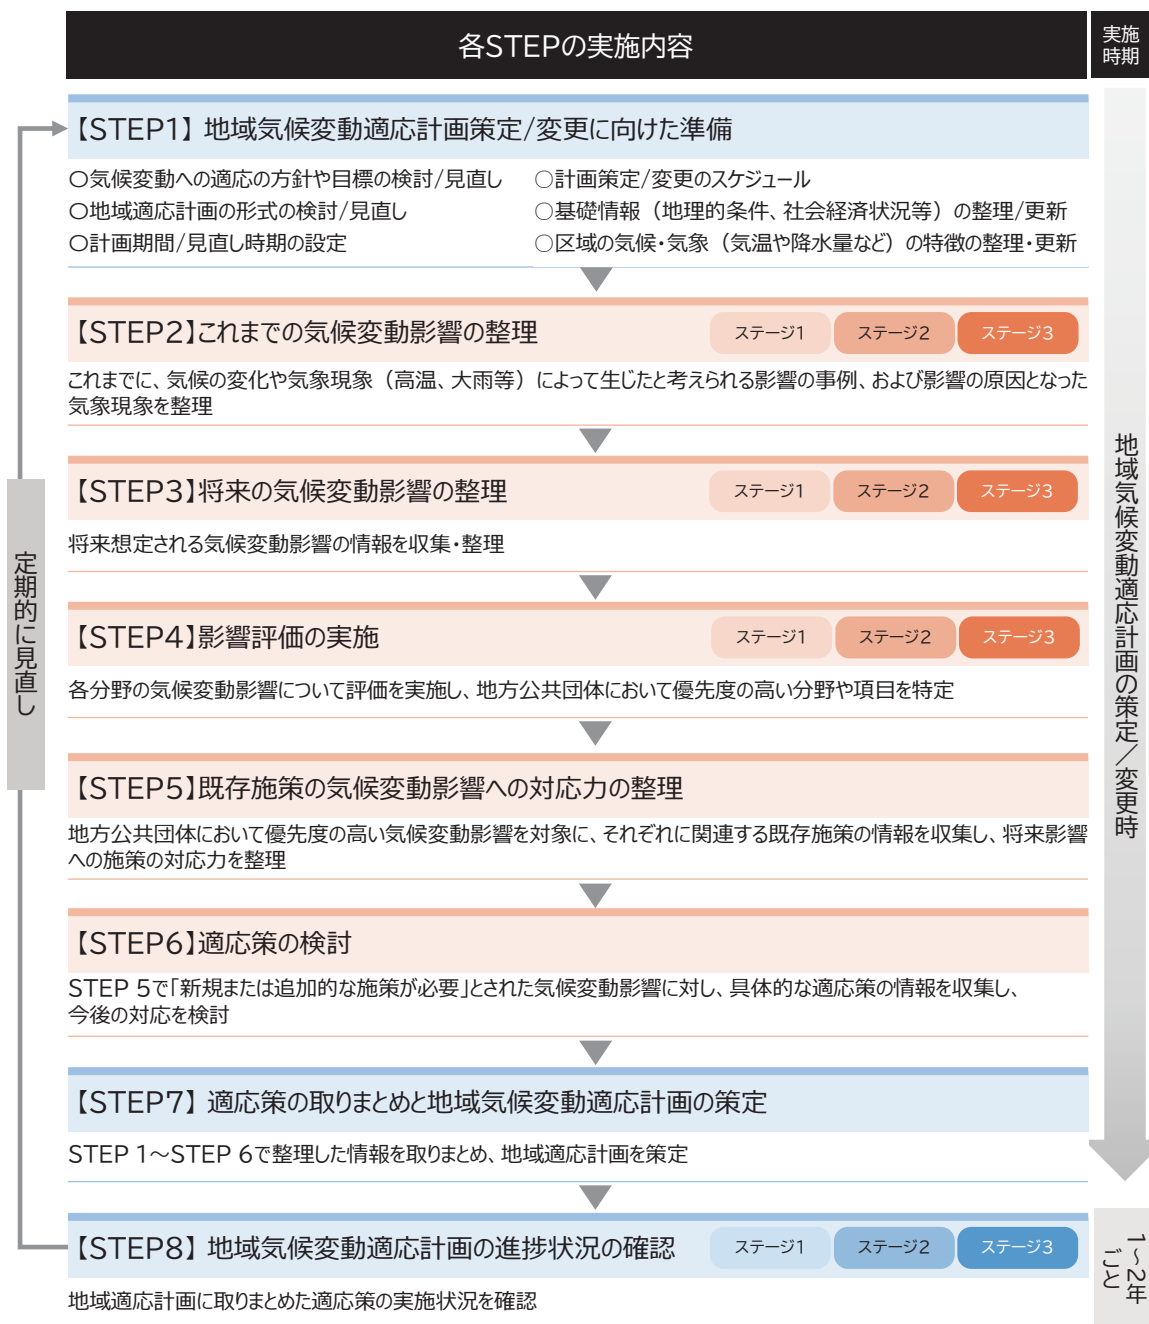 各STEPの実施内容
実施
時期
【STEP1】 地域気候変動適応計画策定/変更に向けた準備
〇気候変動への適応の方針や目標の検討/見直し
〇地域適応計画の形式の検討/見直し
〇計画期間/見直し時期の設定
○計画策定/変更のスケジュール
○基礎情報（地理的条件、社会経済状況等）の整理/更新
○区域の気候・気象（気温や降水量など）の特徴の整理・更新
【STEP2】これまでの気候変動影響の整理
ステージ1
ステージ2
ステージ3
これまでに、気候の変化や気象現象（高温、大雨等）によって生じたと考えられる影響の事例、および影響の原因となった
気象現象を整理
【STEP3】将来の気候変動影響の整理
ステージ1
ステージ2
ステージ3
将来想定される気候変動影響の情報を収集・整理
【STEP4】影響評価の実施
ステージ1
ステージ2
ステージ3
各分野の気候変動影響について評価を実施し、地方公共団体において優先度の高い分野や項目を特定
【STEP5】既存施策の気候変動影響への対応力の整理
地方公共団体において優先度の高い気候変動影響を対象に、それぞれに関連する既存施策の情報を収集し、将来影響
への施策の対応力を整理
【STEP6】適応策の検討
STEP 5で「新規または追加的な施策が必要」とされた気候変動影響に対し、具体的な適応策の情報を収集し、
今後の対応を検討
【STEP7】 適応策の取りまとめと地域気候変動適応計画の策定
STEP 1～STEP 6で整理した情報を取りまとめ、地域適応計画を策定
【STEP8】 地域気候変動適応計画の進捗状況の確認
ステージ1
ステージ2
ステージ3
地域適応計画に取りまとめた適応策の実施状況を確認
定期的に見直し
地域気候変動適応計画の策定／変更時
1～2年
ごと